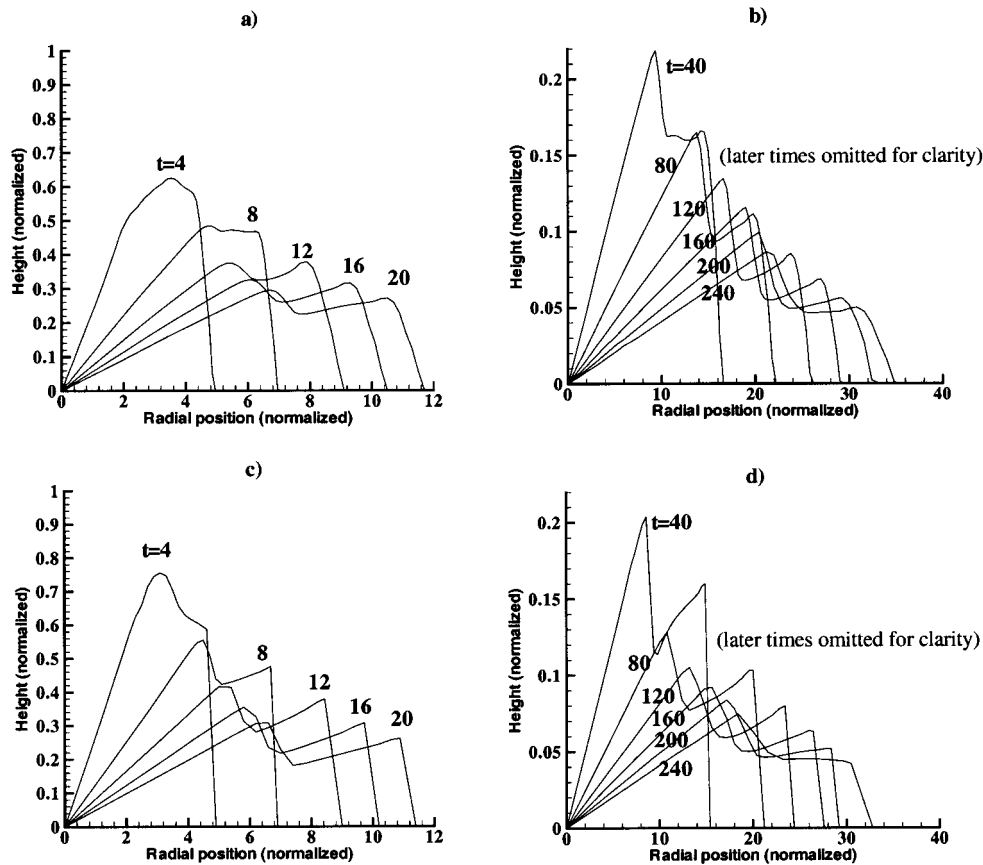 a)
1
0.9
0.8
0.7
0.6
0.5
0.4
0.3
0.2
0.1
0
Height (normalized)
t=4
8
12
16
20
0 2 4 6 8 10 12
Radial position (normalized)
b)
0.2
0.15
0.1
0.05
0
Height (normalized)
t=40
(later times omitted for clarity)
80
120
160
200
240
0 10 20 30 40
Radial position (normalized)
c)
1
0.9
0.8
0.7
0.6
0.5
0.4
0.3
0.2
0.1
0
Height (normalized)
t=4
8
12
16
20
0 2 4 6 8 10 12
Radial position (normalized)
d)
0.2
0.15
0.1
0.05
0
Height (normalized)
t=40
(later times omitted for clarity)
80
120
160
200
240
0 10 20 30 40
Radial position (normalized)